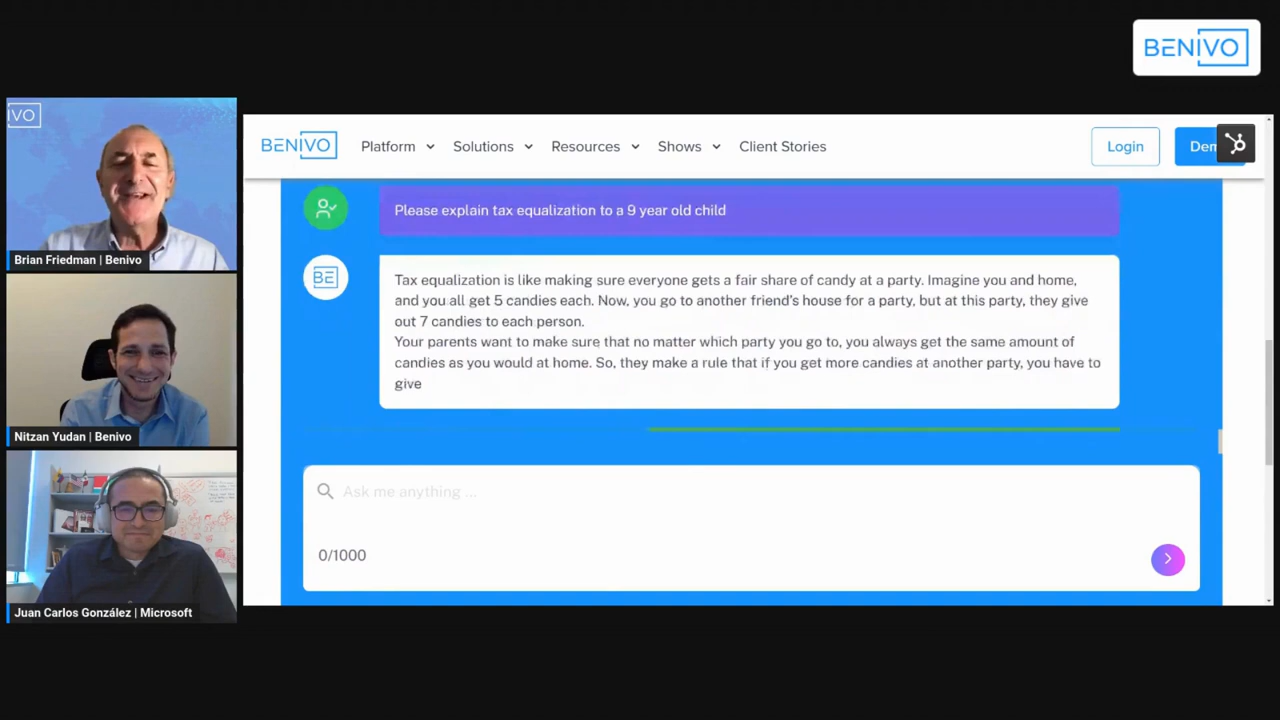 BENIVO
IVO
Brian Friedman | Benivo
Nitzan Yudan | Benivo
Juan Carlos González | Microsoft
BENIVO
Platform
Solutions
Resources
Shows
Client Stories
Login
Dem
Please explain tax equalization to a 9 year old child
BE
Tax equalization is like making sure everyone gets a fair share of candy at a party. Imagine you and home,
and you all get 5 candies each. Now, you go to another friend's house for a party, but at this party, they give
out 7 candies to each person.
Your parents want to make sure that no matter which party you go to, you always get the same amount of
candies as you would at home. So, they make a rule that if you get more candies at another party, you have to
give
Ask me anything ...
0/1000